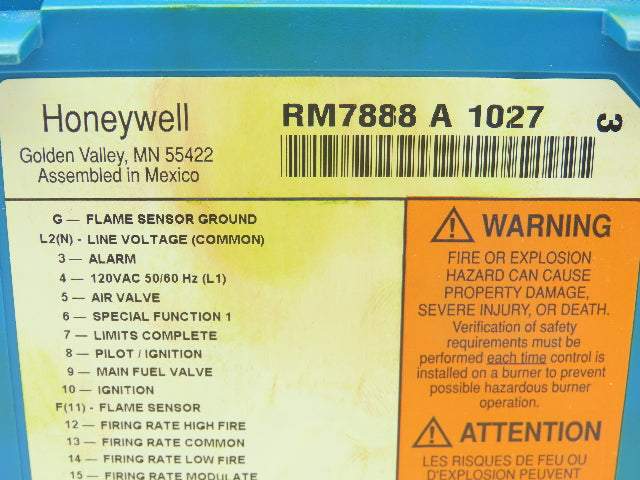 Honeywell
Golden Valley, MN 55422
Assembled in Mexico
RM7888 A 1027
3
G — FLAME SENSOR GROUND
L2(N) - LINE VOLTAGE (COMMON)
3 — ALARM
4 — 120VAC 50/60 Hz (L1)
5 — AIR VALVE
6 — SPECIAL FUNCTION 1
7 — LIMITS COMPLETE
8 — PILOT / IGNITION
9 — MAIN FUEL VALVE
10 — IGNITION
F(11) - FLAME SENSOR
12 — FIRING RATE HIGH FIRE
13 — FIRING RATE COMMON
14 — FIRING RATE LOW FIRE
15 — FIRING RATE MODULATE
WARNING
FIRE OR EXPLOSION
HAZARD CAN CAUSE
PROPERTY DAMAGE,
SEVERE INJURY, OR DEATH.
Verification of safety
requirements must be
performed each time control is
installed on a burner to prevent
possible hazardous burner
operation.
ATTENTION
LES RISQUES DE FEU OU
D'EXPLOSION PEUVENT